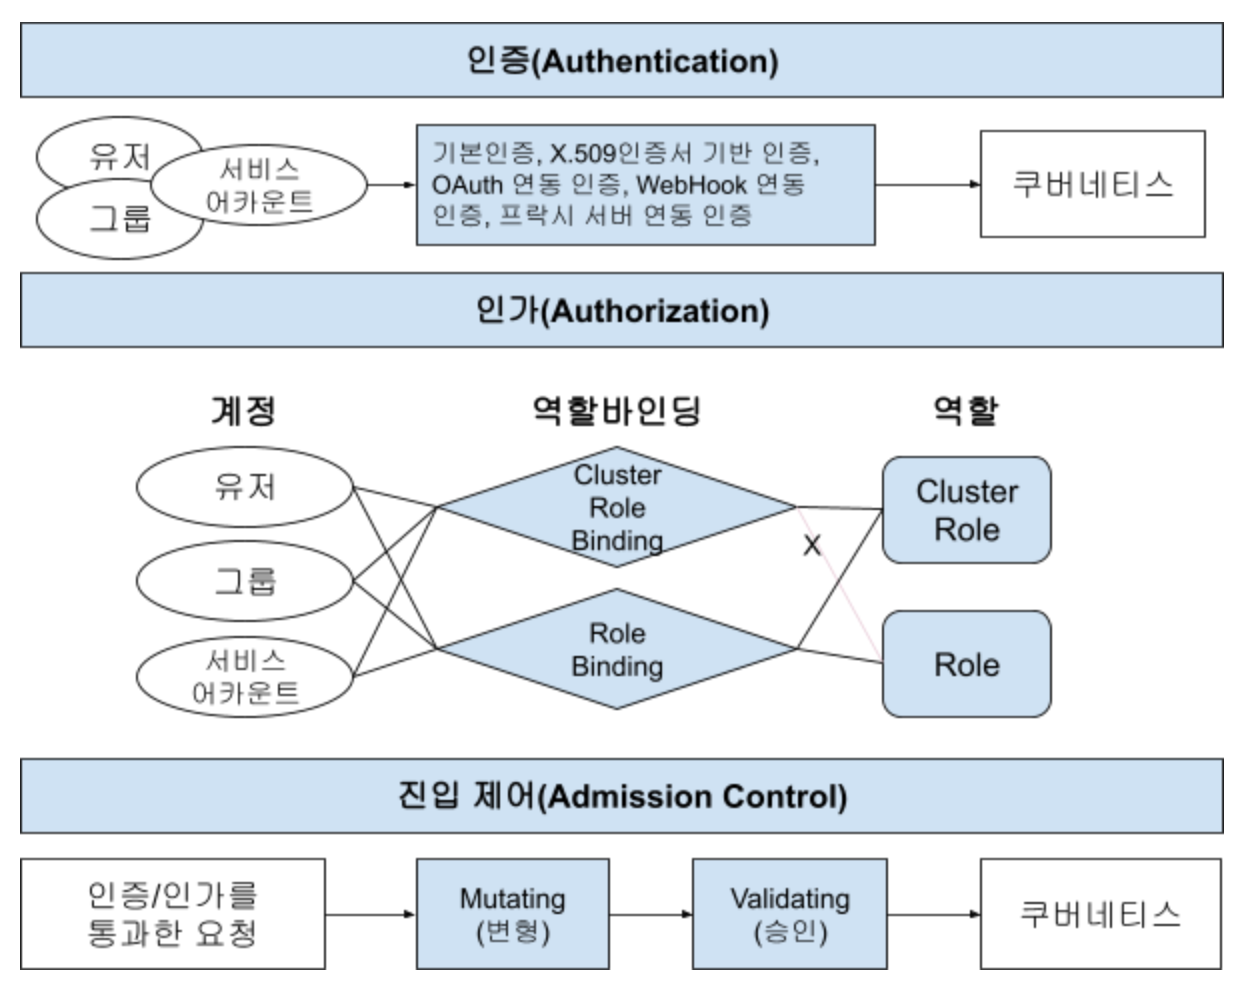 인증(Authentication)
유저
서비스
어카운트
그룹
기본인증, X.509인증서 기반 인증,
OAuth 연동 인증, WebHook 연동
인증, 프락시 서버 연동 인증
쿠버네티스
인가(Authorization)
계정
역할바인딩
역할
유저
그룹
서비스
어카운트
Cluster
Role
Binding
Role
Binding
X
Cluster
Role
Role
진입 제어(Admission Control)
인증/인가를
통과한 요청
Mutating
(변형)
Validating
(승인)
쿠버네티스